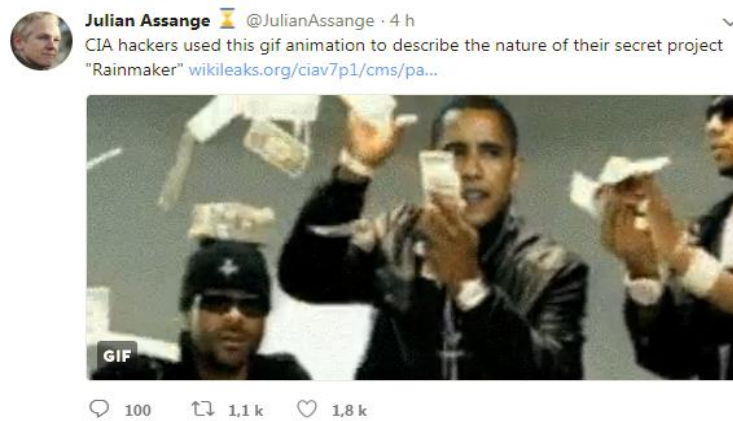 Julian Assange ⌛ @JulianAssange · 4 h
CIA hackers used this gif animation to describe the nature of their secret project
"Rainmaker" wikileaks.org/ciav7p1/cms/pa...
GIF
100 1,1 k 1,8 k